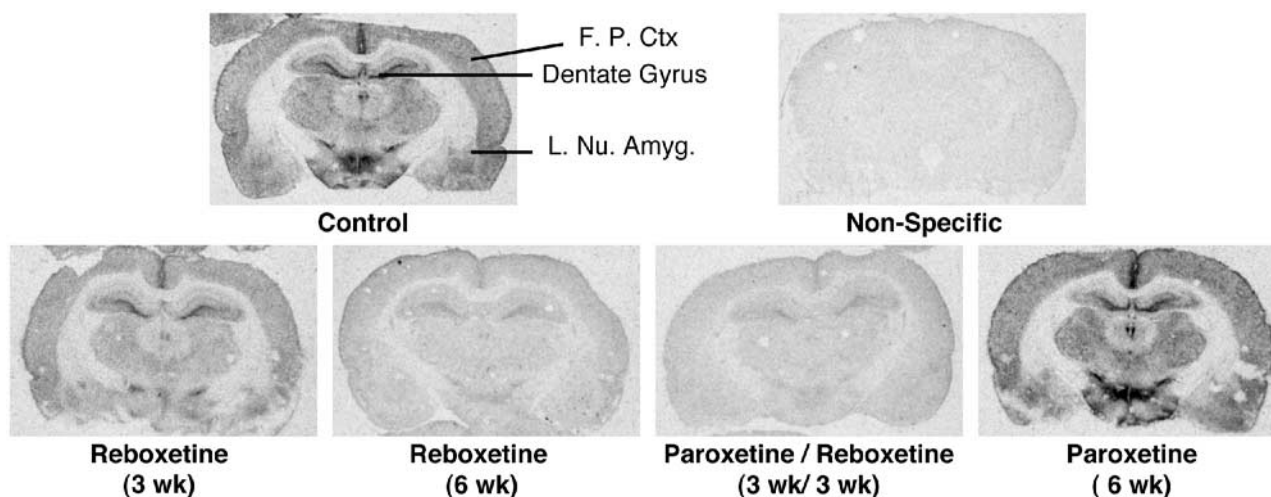 F. P. Ctx
Dentate Gyrus
L. Nu. Amyg.
Control
Non-Specific
Reboxetine
(3 wk)
Reboxetine
(6 wk)
Paroxetine / Reboxetine
(3 wk/ 3 wk)
Paroxetine
( 6 wk)